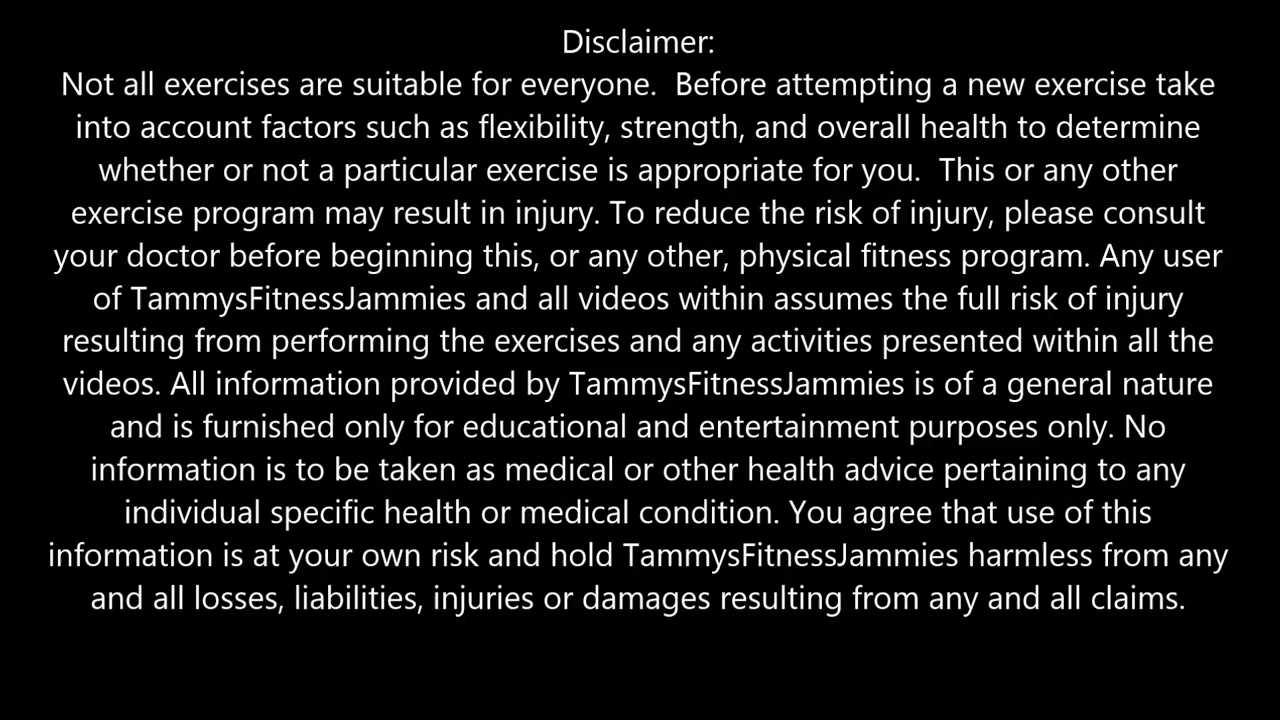 Disclaimer:
Not all exercises are suitable for everyone.  Before attempting a new exercise take
into account factors such as flexibility, strength, and overall health to determine
whether or not a particular exercise is appropriate for you.  This or any other
exercise program may result in injury. To reduce the risk of injury, please consult
your doctor before beginning this, or any other, physical fitness program. Any user
of TammysFitnessJammies and all videos within assumes the full risk of injury
resulting from performing the exercises and any activities presented within all the
videos. All information provided by TammysFitnessJammies is of a general nature
and is furnished only for educational and entertainment purposes only. No
information is to be taken as medical or other health advice pertaining to any
individual specific health or medical condition. You agree that use of this
information is at your own risk and hold TammysFitnessJammies harmless from any
and all losses, liabilities, injuries or damages resulting from any and all claims.